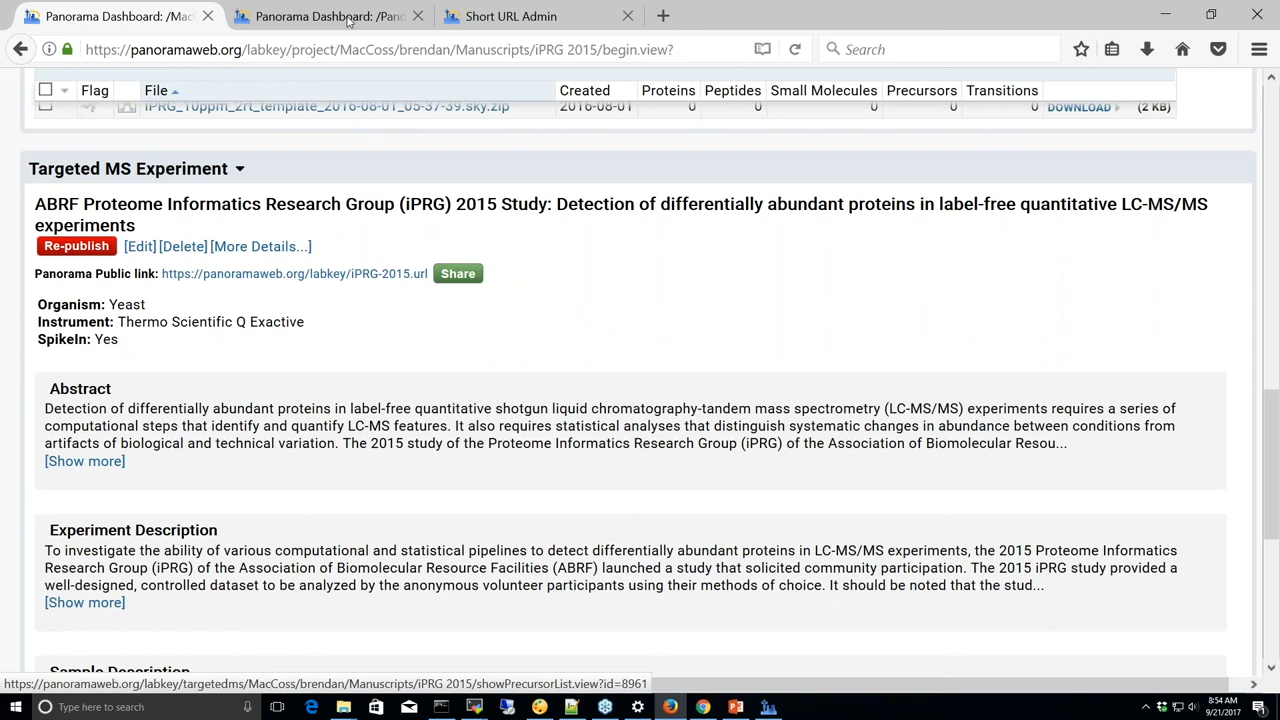 Panorama Dashboard: /Mac
Panorama Dashboard: /Pano
Short URL Admin
https://panoramaweb.org/labkey/project/MacCoss/brendan/Manuscripts/iPRG 2015/begin.view?
Search
Flag File Created Proteins Peptides Small Molecules Precursors Transitions
iPRG_10ppm_2rt_template_2016-08-01_05-37-39.sky.zip 2016-08-01 0 0 0 0 0 DOWNLOAD (2 KB)
Targeted MS Experiment
ABRF Proteome Informatics Research Group (iPRG) 2015 Study: Detection of differentially abundant proteins in label-free quantitative LC-MS/MS
experiments
Re-publish [Edit] [Delete] [More Details...]
Panorama Public link: https://panoramaweb.org/labkey/iPRG-2015.url Share
Organism: Yeast
Instrument: Thermo Scientific Q Exactive
SpikeIn: Yes
Abstract
Detection of differentially abundant proteins in label-free quantitative shotgun liquid chromatography-tandem mass spectrometry (LC-MS/MS) experiments requires a series of
computational steps that identify and quantify LC-MS features. It also requires statistical analyses that distinguish systematic changes in abundance between conditions from
artifacts of biological and technical variation. The 2015 study of the Proteome Informatics Research Group (iPRG) of the Association of Biomolecular Resou...
[Show more]
Experiment Description
To investigate the ability of various computational and statistical pipelines to detect differentially abundant proteins in LC-MS/MS experiments, the 2015 Proteome Informatics
Research Group (iPRG) of the Association of Biomolecular Resource Facilities (ABRF) launched a study that solicited community participation. The 2015 iPRG study provided a
well-designed, controlled dataset to be analyzed by the anonymous volunteer participants using their methods of choice. It should be noted that the stud...
[Show more]
Sample Description
https://panoramaweb.org/labkey/targetedms/MacCoss/brendan/Manuscripts/iPRG 2015/showPrecursorList.view?id=8961
Type here to search
8:54 AM
9/21/2017